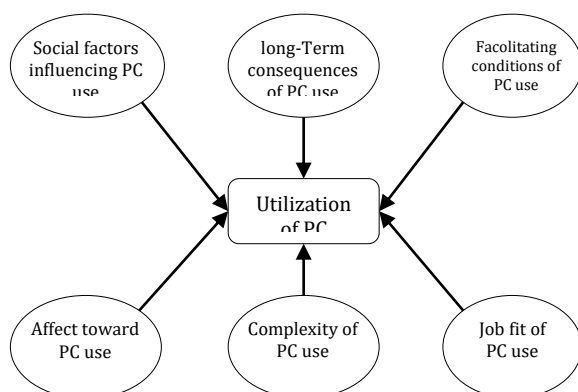 Social factors
influencing PC
use
long-Term
consequences
of PC use
Facolitating
conditions of
PC use
Utilization
of PC
Affect toward
PC use
Complexity of
PC use
Job fit of
PC use